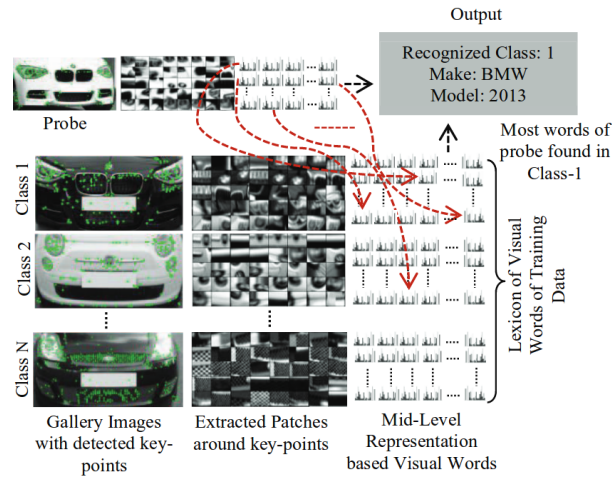 Output
Recognized Class: 1
Make: BMW
Model: 2013
Probe
Most words of
probe found in
Class-1
Class 1
Class 2
Class N
Lexicon of Visual
Words of Training
Data
Gallery Images
with detected key-
points
Extracted Patches
around key-points
Mid-Level
Representation
based Visual Words